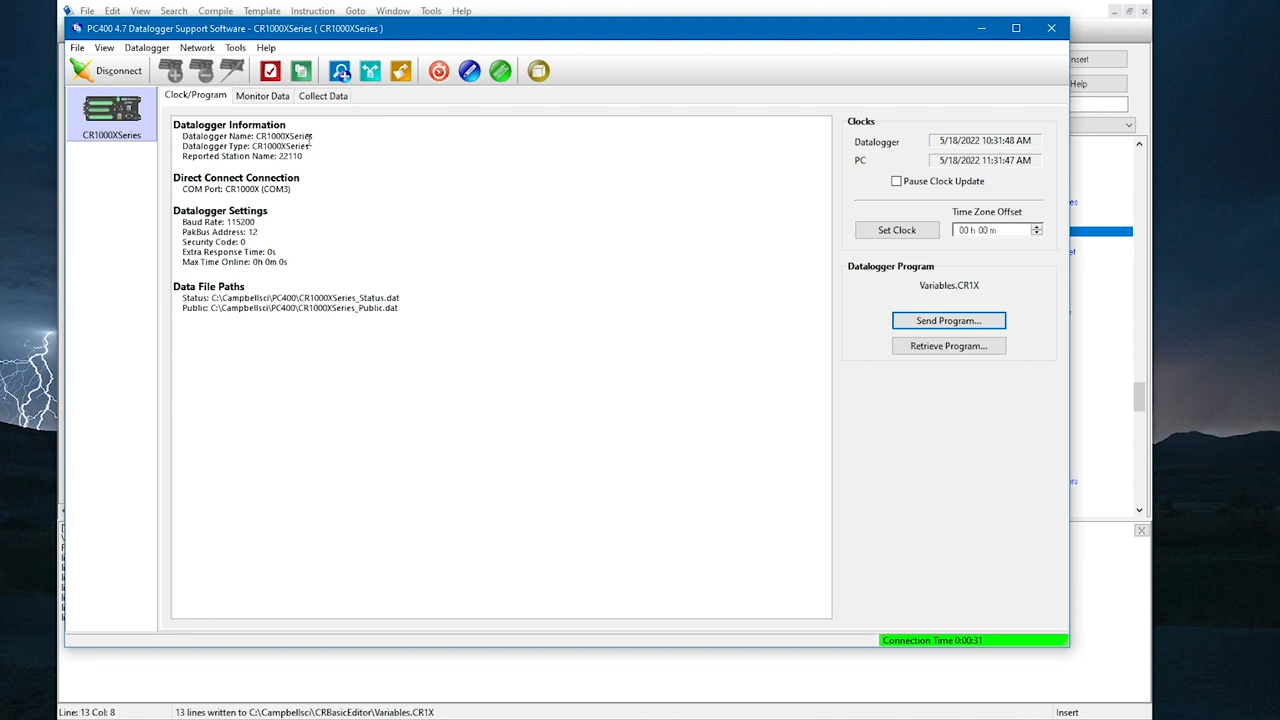 File Edit View Search Compile Template Instruction Goto Window Tools Help
PC400 4.7 Datalogger Support Software - CR1000XSeries ( CR1000XSeries )
File View Datalogger Network Tools Help
Disconnect
CR1000XSeries
Clock/Program Monitor Data Collect Data
Datalogger Information
Datalogger Name: CR1000XSeries
Datalogger Type: CR1000XSeries
Reported Station Name: 22110
Direct Connect Connection
COM Port: CR1000X (COM3)
Datalogger Settings
Baud Rate: 115200
PakBus Address: 12
Security Code: 0
Extra Response Time: 0s
Max Time Online: 0h 0m 0s
Data File Paths
Status: C:\Campbellsci\PC400\CR1000XSeries_Status.dat
Public: C:\Campbellsci\PC400\CR1000XSeries_Public.dat
Clocks
Datalogger 5/18/2022 10:31:48 AM
PC 5/18/2022 11:31:47 AM
Pause Clock Update
Time Zone Offset
Set Clock 00 h 00 m
Datalogger Program
Variables.CR1X
Send Program...
Retrieve Program...
Connection Time 0:00:31
Help
Line: 13 Col: 8 13 lines written to C:\Campbellsci\CRBasicEditor\Variables.CR1X Insert